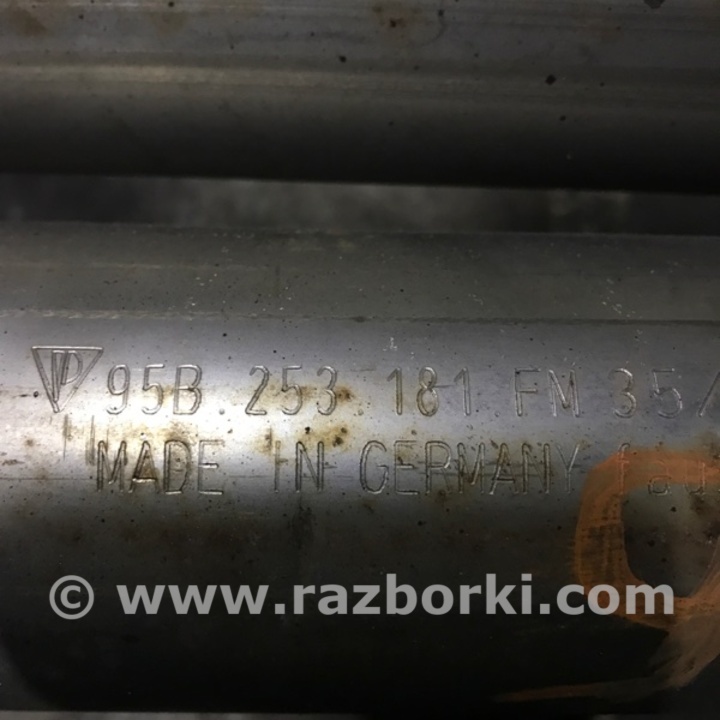 95B 253 181 FM 35/
MADE IN GERMANY
© www.razborki.com